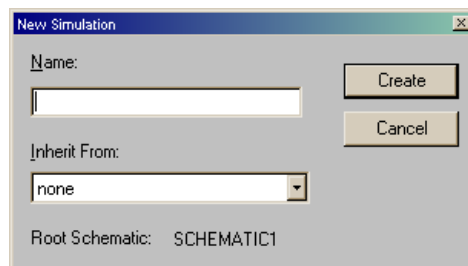 New Simulation
Name:
Create
Cancel
Inherit From:
none
Root Schematic: SCHEMATIC1